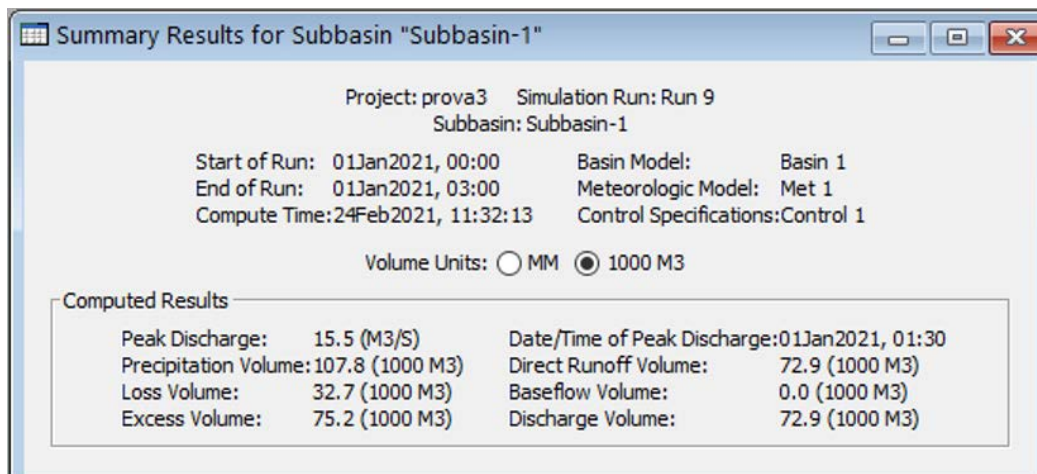 Summary Results for Subbasin "Subbasin-1"
Project: prova3 Simulation Run: Run 9
Subbasin: Subbasin-1
Start of Run: 01Jan2021, 00:00 Basin Model: Basin 1
End of Run: 01Jan2021, 03:00 Meteorologic Model: Met 1
Compute Time:24Feb2021, 11:32:13 Control Specifications:Control 1
Volume Units: MM 1000 M3
Computed Results
Peak Discharge: 15.5 (M3/S) Date/Time of Peak Discharge:01Jan2021, 01:30
Precipitation Volume:107.8 (1000 M3) Direct Runoff Volume: 72.9 (1000 M3)
Loss Volume: 32.7 (1000 M3) Baseflow Volume: 0.0 (1000 M3)
Excess Volume: 75.2 (1000 M3) Discharge Volume: 72.9 (1000 M3)